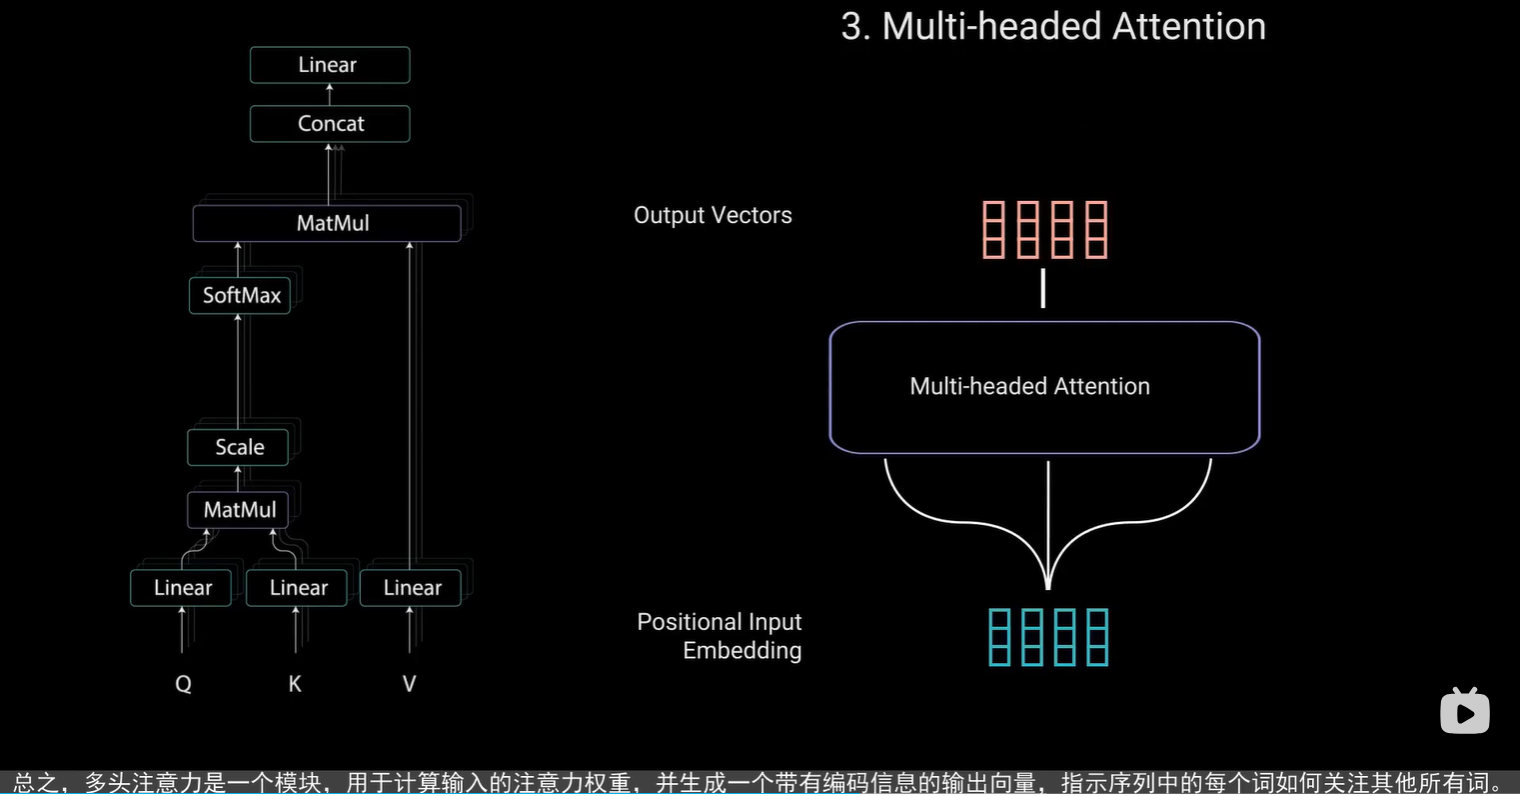 3. Multi-headed Attention
Linear
Concat
MatMul
SoftMax
Scale
MatMul
Linear
Linear
Linear
Q
K
V
Output Vectors
Multi-headed Attention
Positional Input
Embedding
总之，多头注意力是一个模块，用于计算输入的注意力权重，并生成一个带有编码信息的输出向量，指示序列中的每个词如何关注其他所有词。